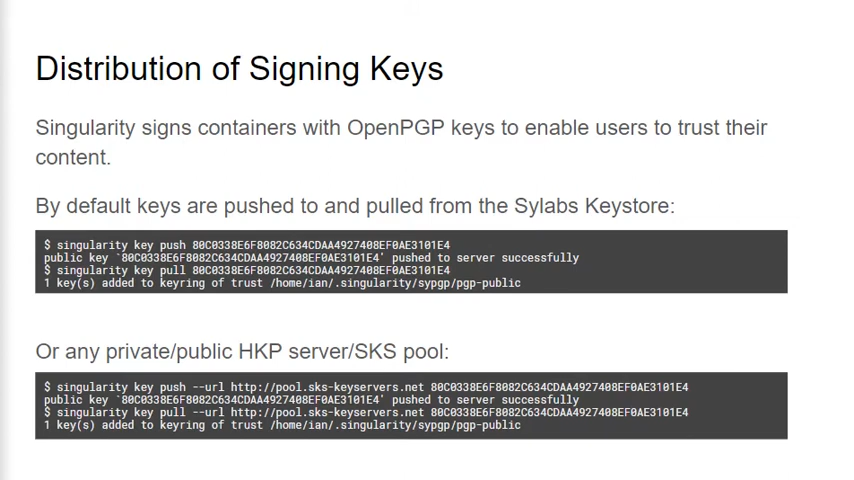 Distribution of Signing Keys
Singularity signs containers with OpenPGP keys to enable users to trust their
content.
By default keys are pushed to and pulled from the Sylabs Keystore:
$ singularity key push 80C0338E6F8082C634CDAA4927408EF0AE3101E4
public key `80C0338E6F8082C634CDAA4927408EF0AE3101E4' pushed to server successfully
$ singularity key pull 80C0338E6F8082C634CDAA4927408EF0AE3101E4
1 key(s) added to keyring of trust /home/ian/.singularity/sypgp/pgp-public
Or any private/public HKP server/SKS pool:
$ singularity key push --url http://pool.sks-keyservers.net 80C0338E6F8082C634CDAA4927408EF0AE3101E4
public key `80C0338E6F8082C634CDAA4927408EF0AE3101E4' pushed to server successfully
$ singularity key pull --url http://pool.sks-keyservers.net 80C0338E6F8082C634CDAA4927408EF0AE3101E4
1 key(s) added to keyring of trust /home/ian/.singularity/sypgp/pgp-public